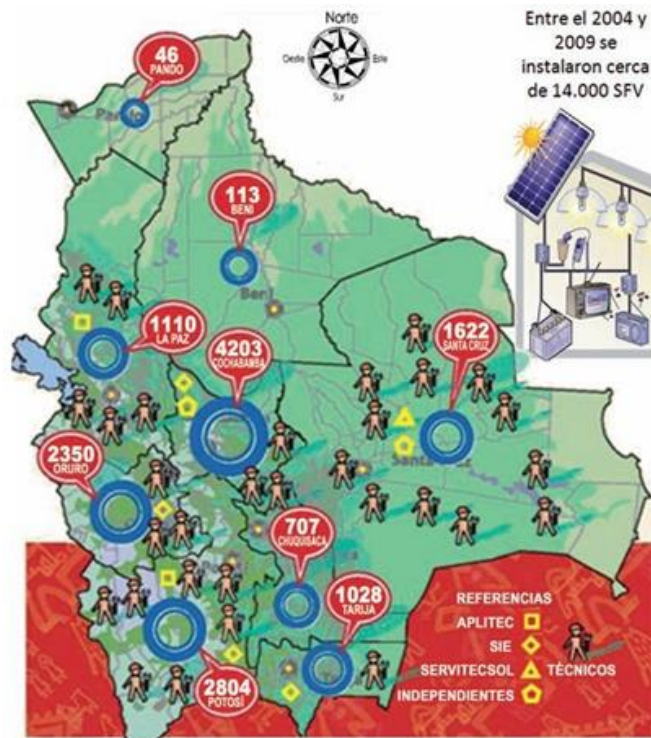 Norte
Oeste
Este
Sur
Entre el 2004 y
2009 se
instalaron cerca
de 14.000 SFV
46
PANDO
113
BENI
1110
LA PAZ
4203
COCHABAMBA
1622
SANTA CRUZ
2350
ORURO
707
CHUQUISACA
1028
TARIJA
2804
POTOSÍ
REFERENCIAS
APLITEC
SIE
SERVITECSOL
TÉCNICOS
INDEPENDIENTES